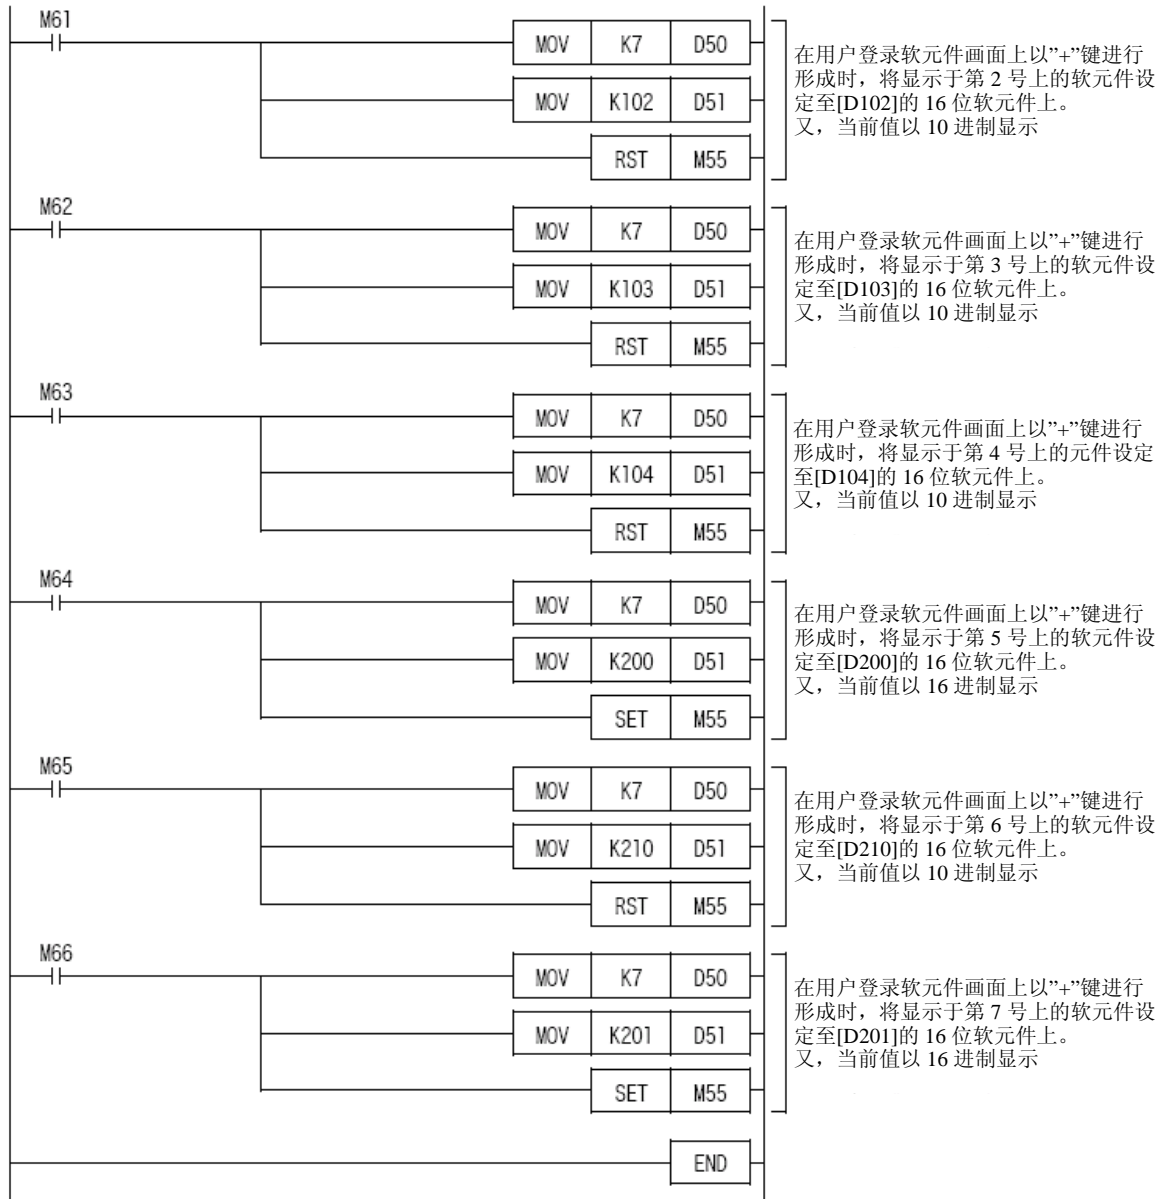 M61
MOV K7 D50
MOV K102 D51
RST M55
在用户登录软元件画面上以”+”键进行
形成时，将显示于第 2 号上的软元件设
定至[D102]的 16 位软元件上。
又，当前值以 10 进制显示
M62
MOV K7 D50
MOV K103 D51
RST M55
在用户登录软元件画面上以”+”键进行
形成时，将显示于第 3 号上的软元件设
定至[D103]的 16 位软元件上。
又，当前值以 10 进制显示
M63
MOV K7 D50
MOV K104 D51
RST M55
在用户登录软元件画面上以”+”键进行
形成时，将显示于第 4 号上的元件设定
至[D104]的 16 位软元件上。
又，当前值以 10 进制显示
M64
MOV K7 D50
MOV K200 D51
SET M55
在用户登录软元件画面上以”+”键进行
形成时，将显示于第 5 号上的软元件设
定至[D200]的 16 位软元件上。
又，当前值以 16 进制显示
M65
MOV K7 D50
MOV K210 D51
RST M55
在用户登录软元件画面上以”+”键进行
形成时，将显示于第 6 号上的软元件设
定至[D210]的 16 位软元件上。
又，当前值以 10 进制显示
M66
MOV K7 D50
MOV K201 D51
SET M55
在用户登录软元件画面上以”+”键进行
形成时，将显示于第 7 号上的软元件设
定至[D201]的 16 位软元件上。
又，当前值以 16 进制显示
END